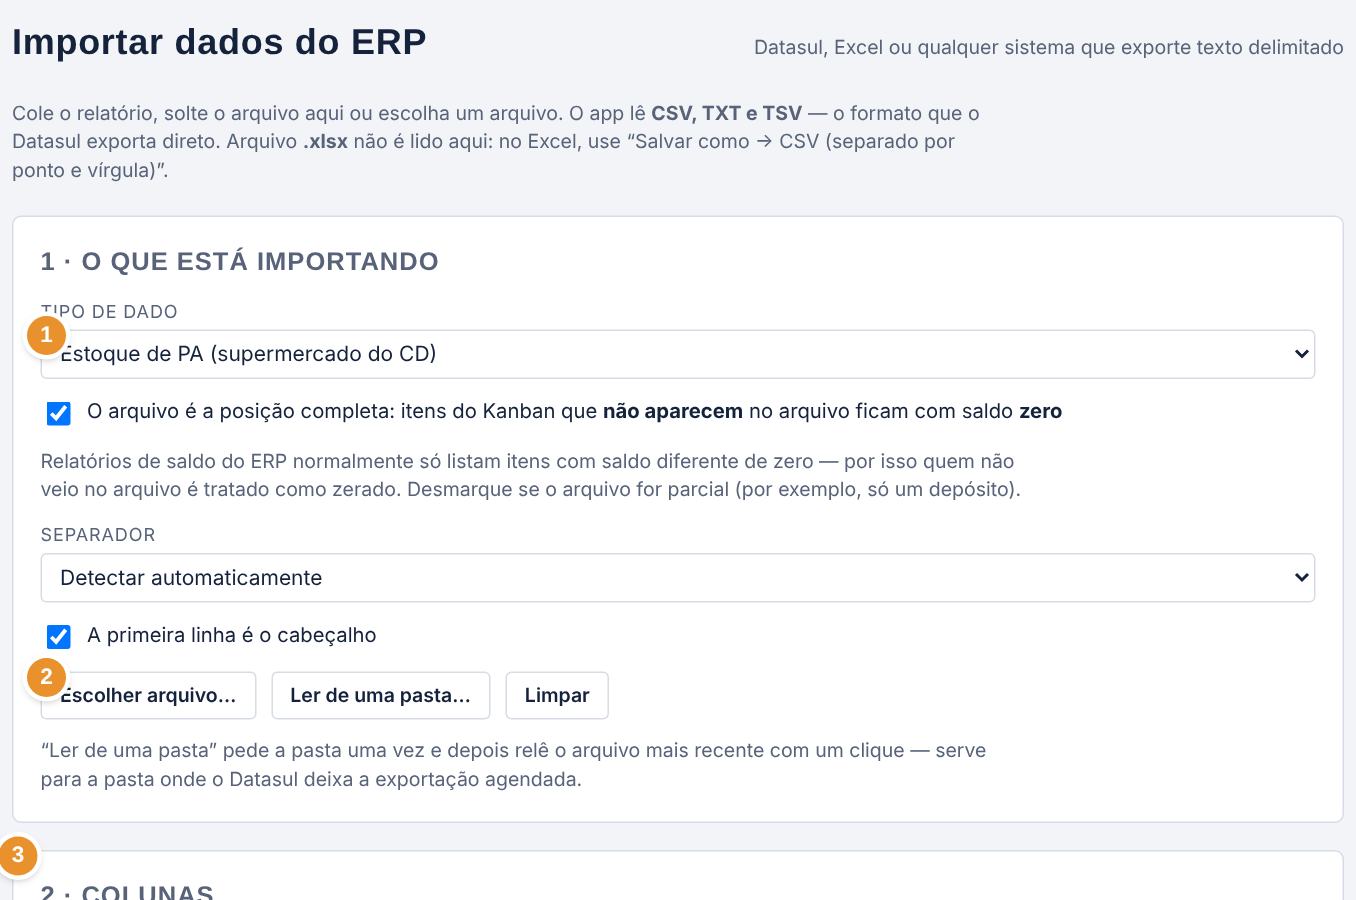 Importar dados do ERP
Datasul, Excel ou qualquer sistema que exporte texto delimitado
Cole o relatório, solte o arquivo aqui ou escolha um arquivo. O app lê CSV, TXT e TSV — o formato que o
Datasul exporta direto. Arquivo .xlsx não é lido aqui: no Excel, use “Salvar como → CSV (separado por
ponto e vírgula)”.
1 · O QUE ESTÁ IMPORTANDO
TIPO DE DADO
1
Estoque de PA (supermercado do CD)
O arquivo é a posição completa: itens do Kanban que não aparecem no arquivo ficam com saldo zero
Relatórios de saldo do ERP normalmente só listam itens com saldo diferente de zero — por isso quem não
veio no arquivo é tratado como zerado. Desmarque se o arquivo for parcial (por exemplo, só um depósito).
SEPARADOR
Detectar automaticamente
A primeira linha é o cabeçalho
2
Escolher arquivo...
Ler de uma pasta...
Limpar
“Ler de uma pasta” pede a pasta uma vez e depois relê o arquivo mais recente com um clique — serve
para a pasta onde o Datasul deixa a exportação agendada.
3
2 · COLUNAS